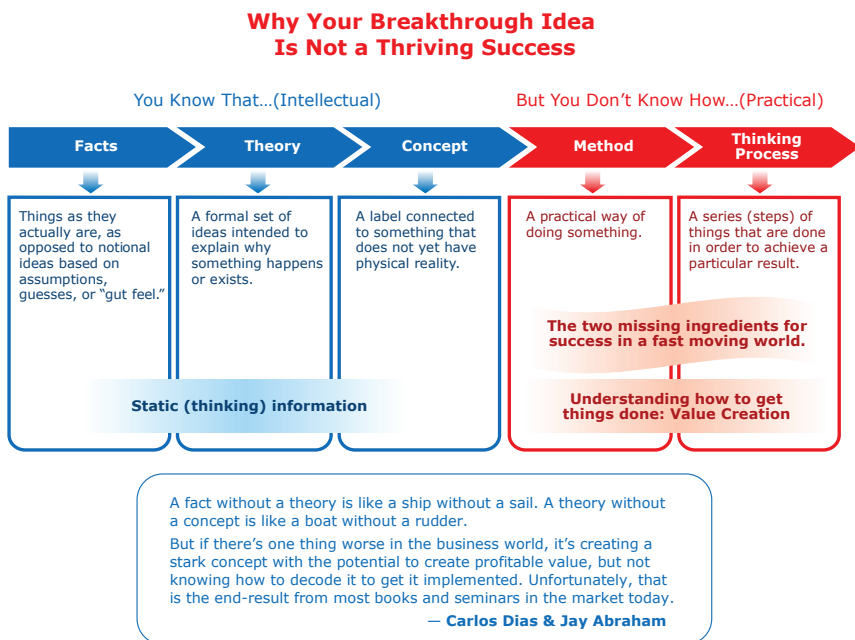 Why Your Breakthrough Idea
Is Not a Thriving Success
You Know That...(Intellectual)
But You Don't Know How...(Practical)
Facts
Theory
Concept
Method
Thinking
Process
Things as they
actually are, as
opposed to notional
ideas based on
assumptions,
guesses, or “gut feel.”
A formal set of
ideas intended to
explain why
something happens
or exists.
A label connected
to something that
does not yet have
physical reality.
A practical way of
doing something.
A series (steps) of
things that are done
in order to achieve a
particular result.
The two missing ingredients for
success in a fast moving world.
Static (thinking) information
Understanding how to get
things done: Value Creation
A fact without a theory is like a ship without a sail. A theory without
a concept is like a boat without a rudder.
But if there's one thing worse in the business world, it's creating a
stark concept with the potential to create profitable value, but not
knowing how to decode it to get it implemented. Unfortunately, that
is the end-result from most books and seminars in the market today.
— Carlos Dias & Jay Abraham